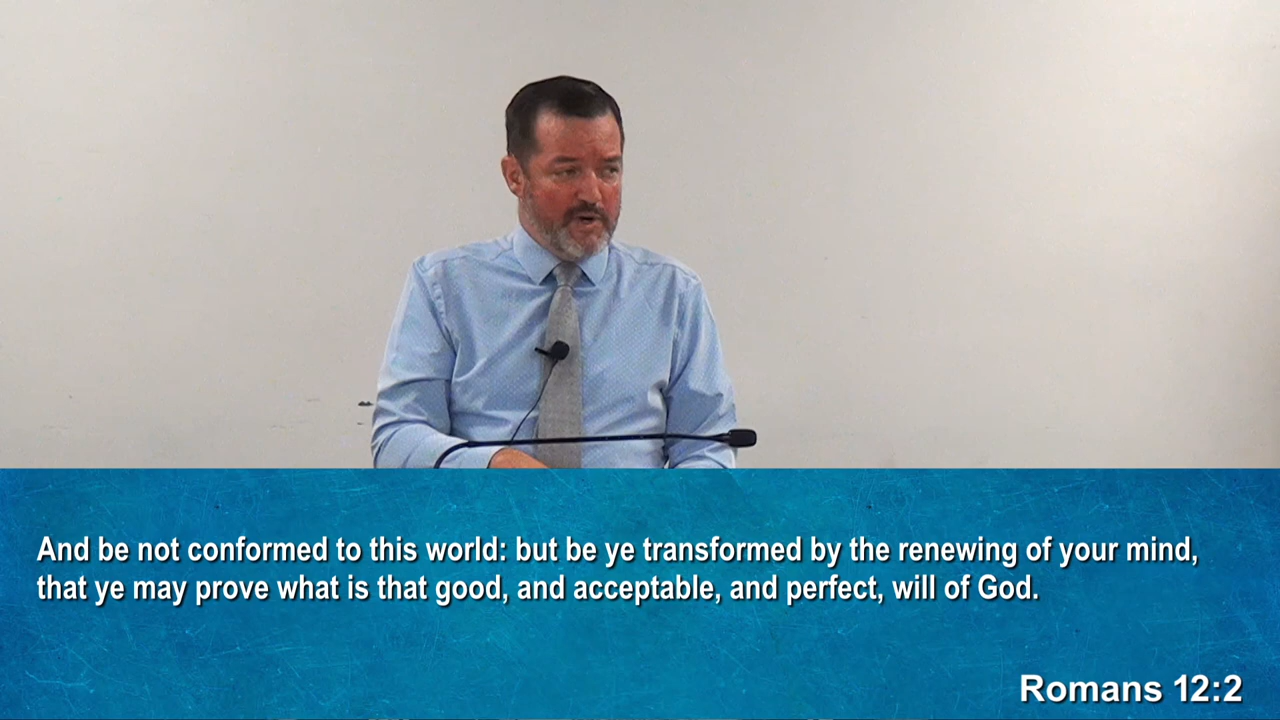 And be not conformed to this world: but be ye transformed by the renewing of your mind,
that ye may prove what is that good, and acceptable, and perfect, will of God.
Romans 12:2